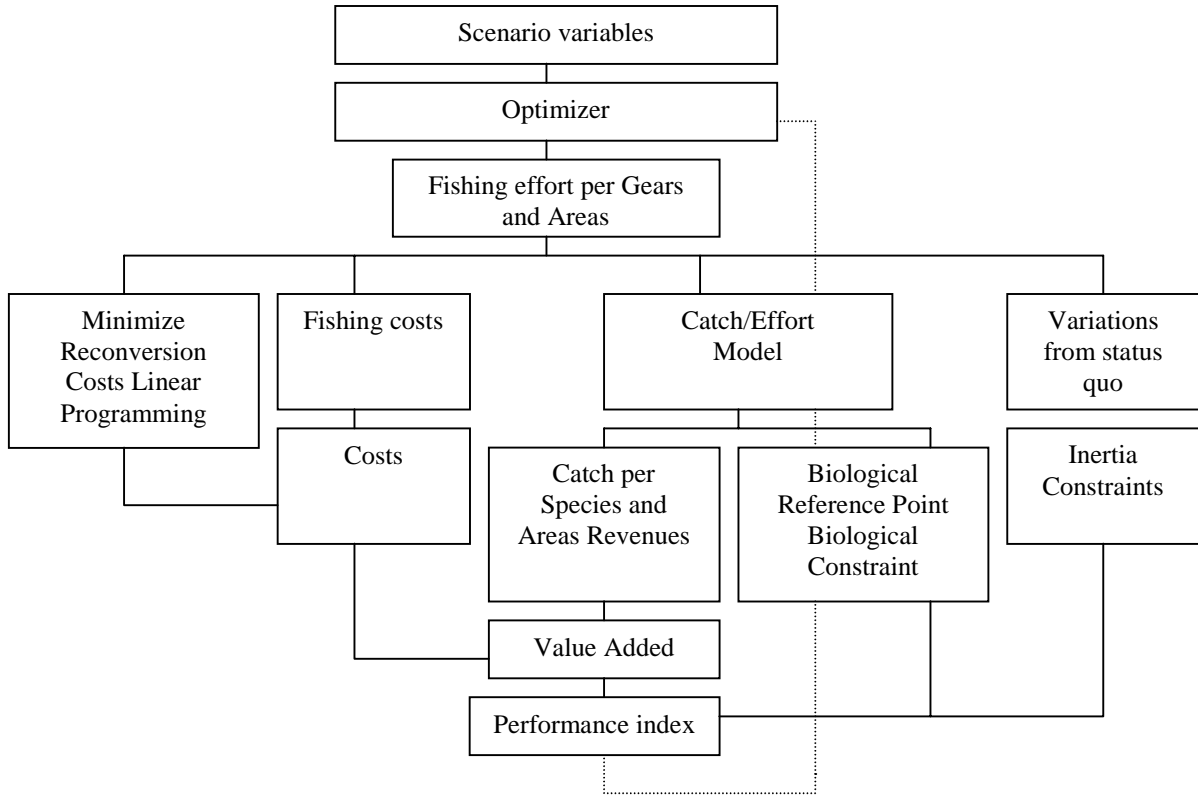 Scenario variables
Optimizer
Fishing effort per Gears
and Areas
Minimize
Reconversion
Costs Linear
Programming
Fishing costs
Catch/Effort
Model
Variations
from status
quo
Costs
Catch per
Species and
Areas Revenues
Biological
Reference Point
Biological
Constraint
Inertia
Constraints
Value Added
Performance index